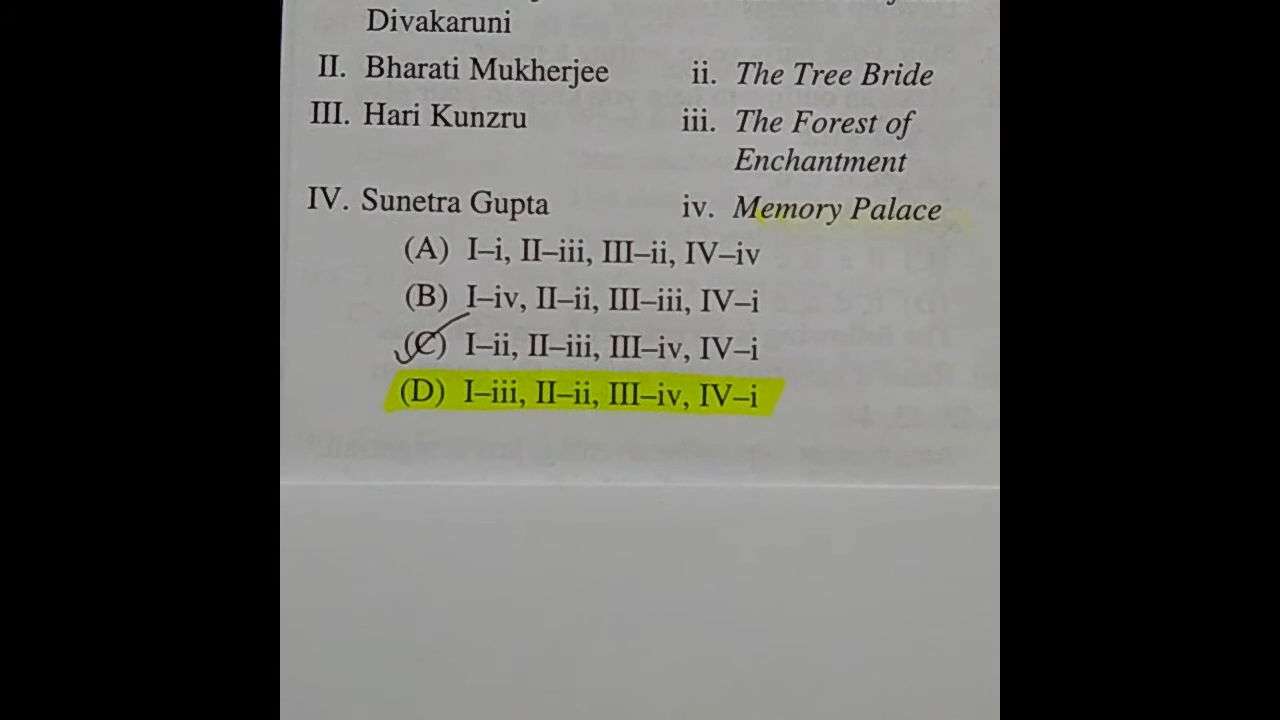 Divakaruni
II. Bharati Mukherjee ii. The Tree Bride
III. Hari Kunzru iii. The Forest of
Enchantment
IV. Sunetra Gupta iv. Memory Palace
(A) I–i, II–iii, III–ii, IV–iv
(B) I–iv, II–ii, III–iii, IV–i
(C) I–ii, II–iii, III–iv, IV–i
(D) I–iii, II–ii, III–iv, IV–i